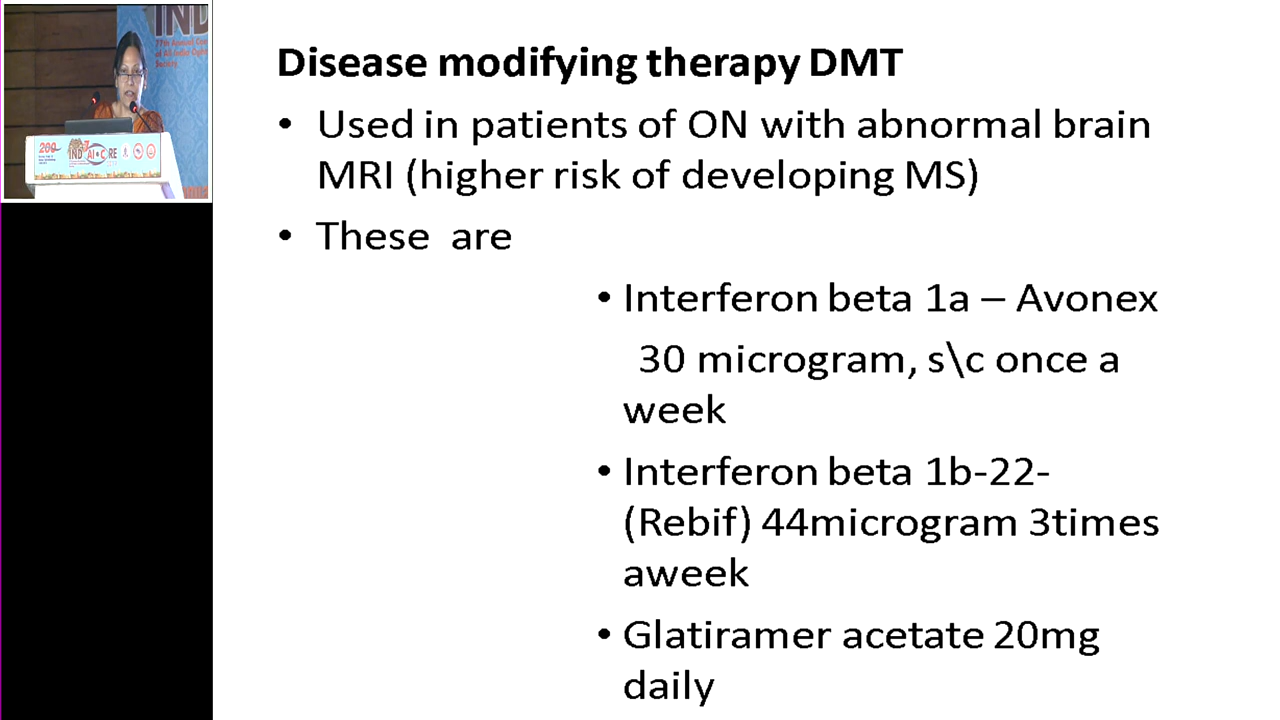 Disease modifying therapy DMT
• Used in patients of ON with abnormal brain
MRI (higher risk of developing MS)
• These are
• Interferon beta 1a – Avonex
30 microgram, s\c once a
week
• Interferon beta 1b-22-
(Rebif) 44microgram 3times
aweek
• Glatiramer acetate 20mg
daily
IND